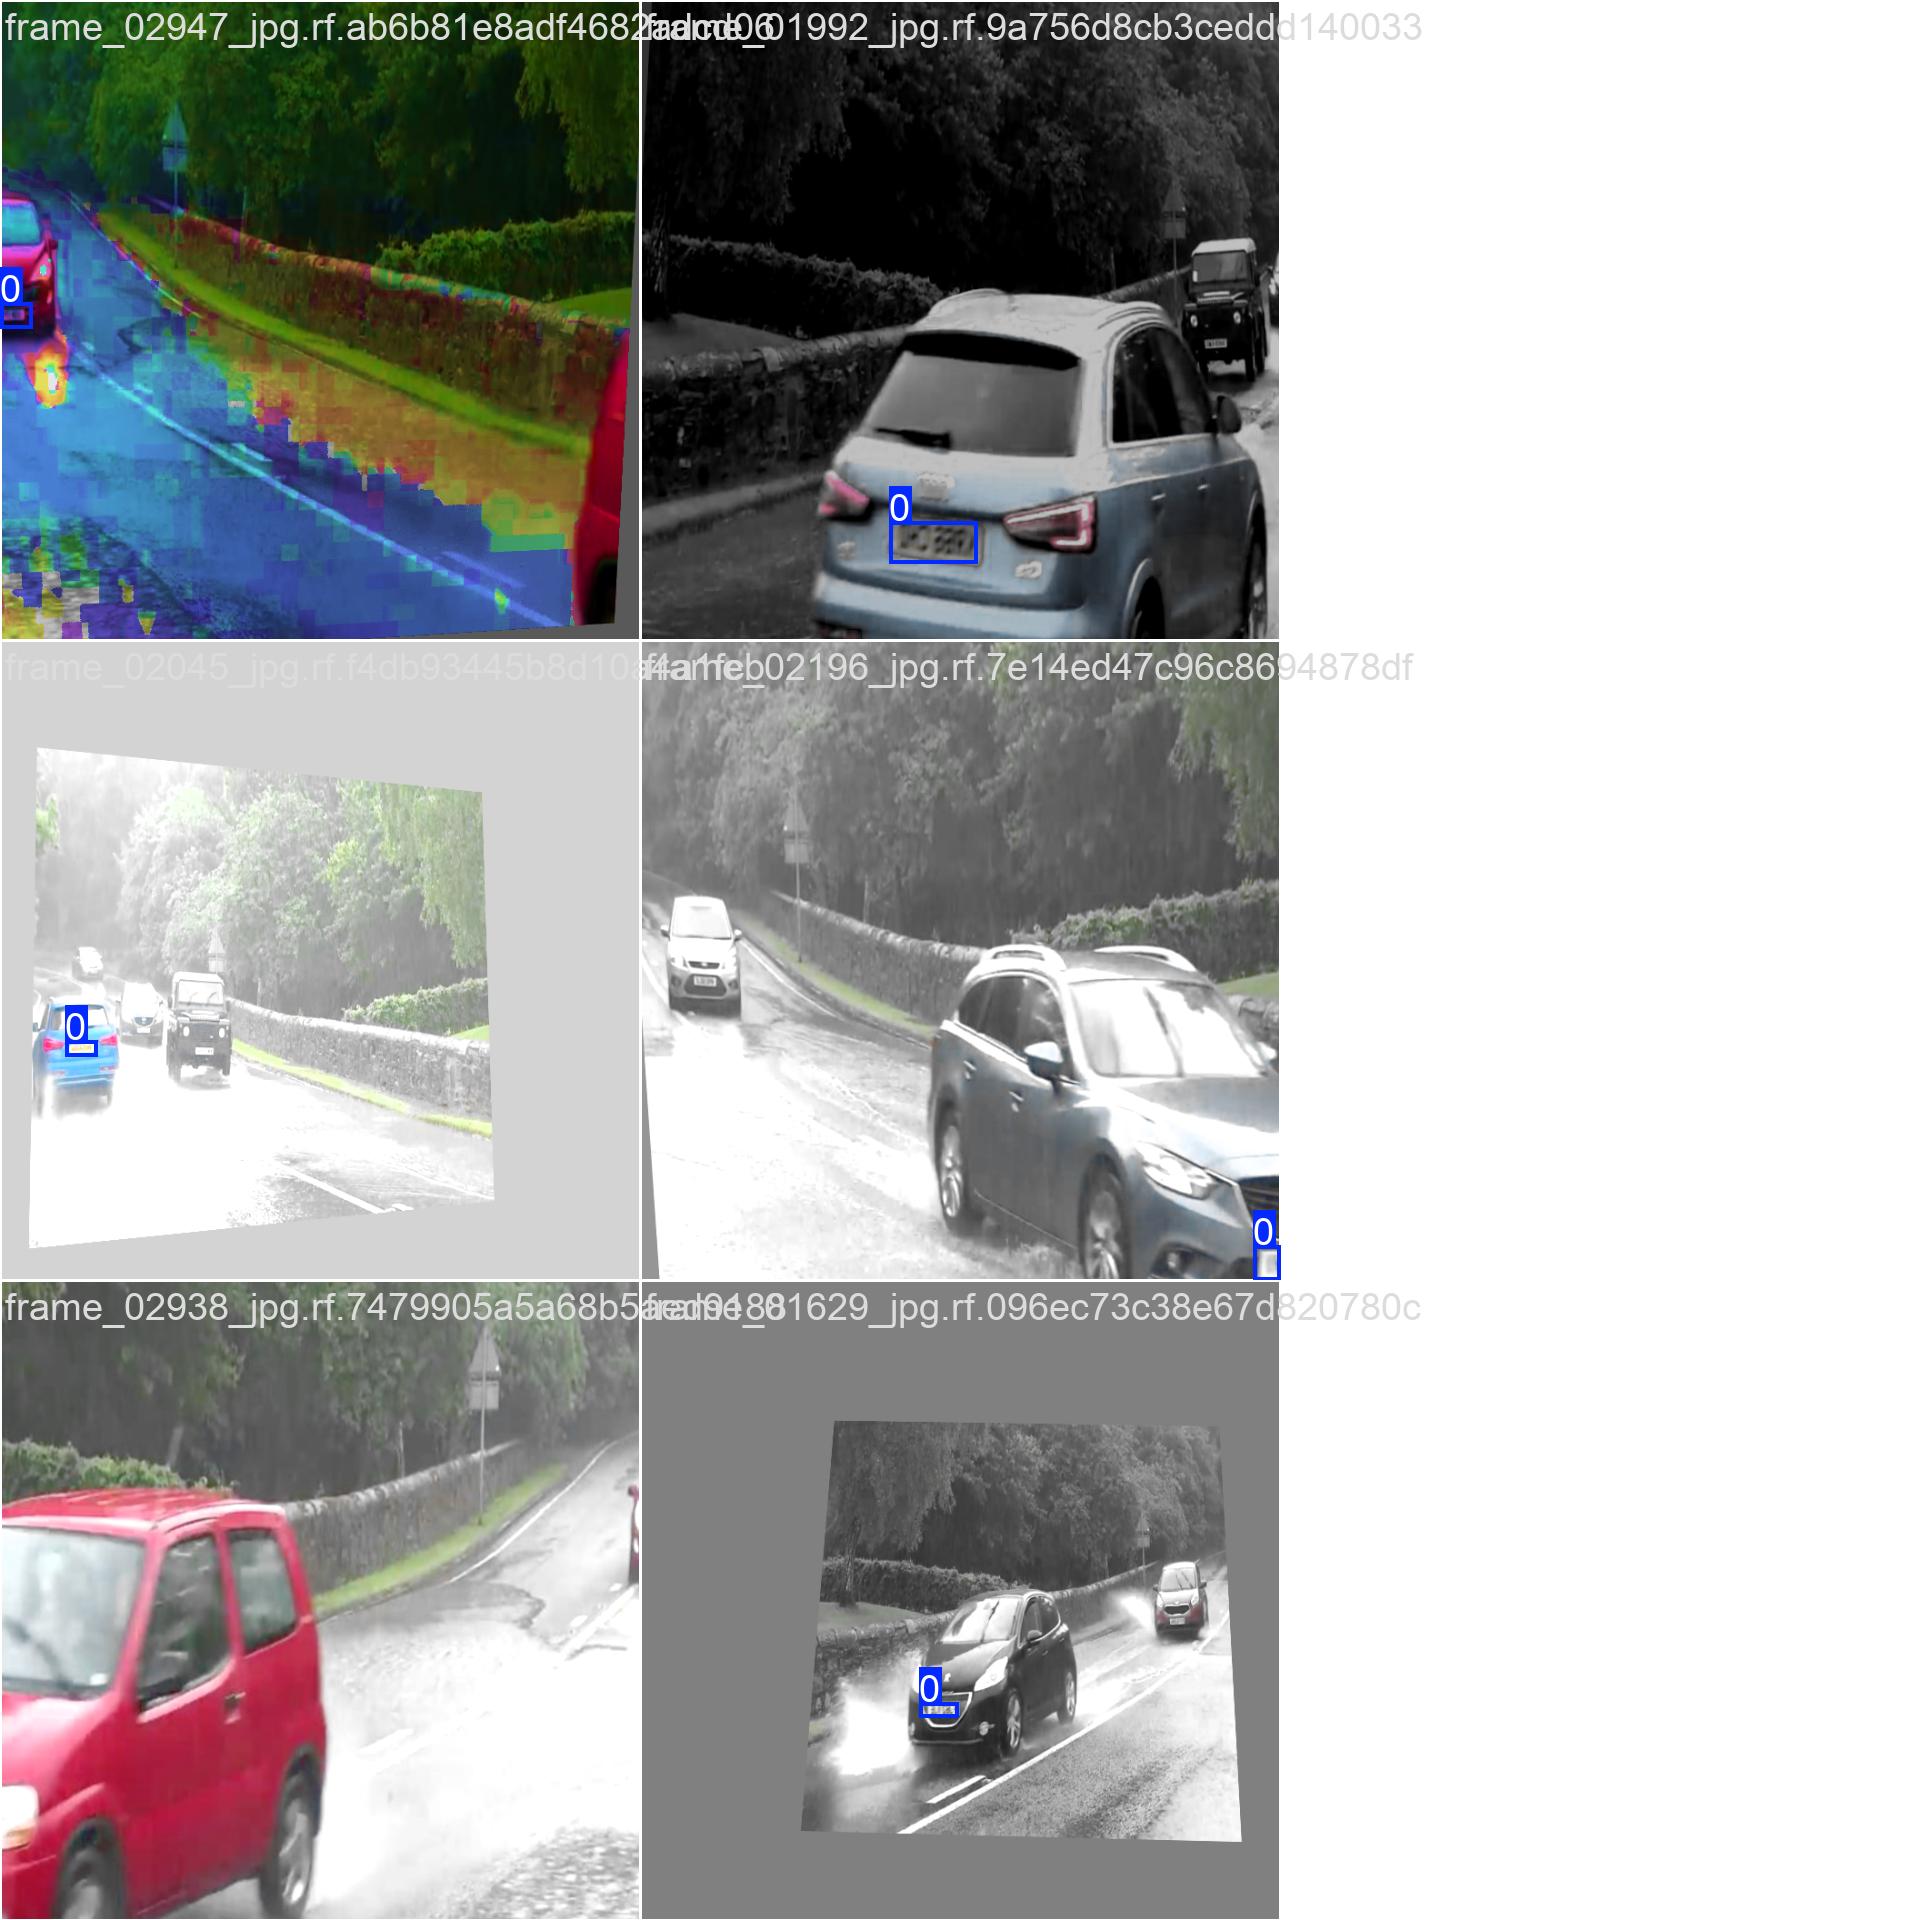 frame_02947_jpg.rf.ab6b81e8adf4682
frame_01992_jpg.rf.9a756d8cb3ceddd140033
0
0
frame_02045_jpg.rf.f4db93445b8d10a
frame_02196_jpg.rf.7e14ed47c96c8694878df
0
0
frame_02938_jpg.rf.7479905a5a68b5
frame_01629_jpg.rf.096ec73c38e67d820780c
0